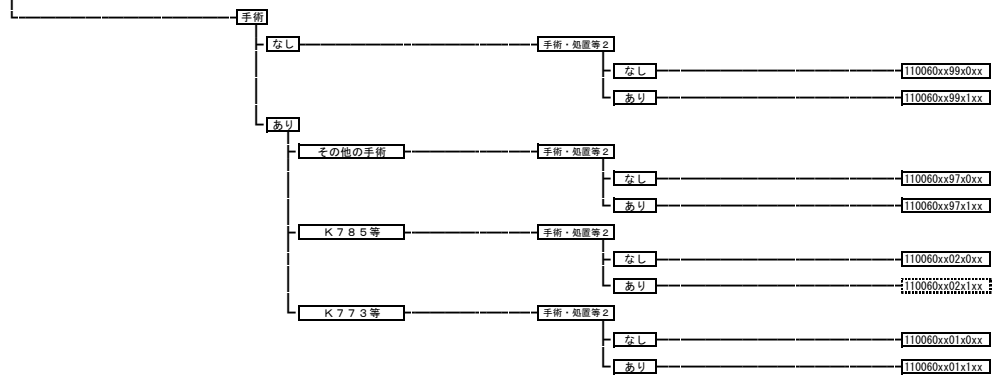 手術
なし
手術・処置等２
なし
110060xx99x0xx
あり
110060xx99x1xx
あり
その他の手術
手術・処置等２
なし
110060xx97x0xx
あり
110060xx97x1xx
Ｋ７８５等
手術・処置等２
なし
110060xx02x0xx
あり
110060xx02x1xx
Ｋ７７３等
手術・処置等２
なし
110060xx01x0xx
あり
110060xx01x1xx